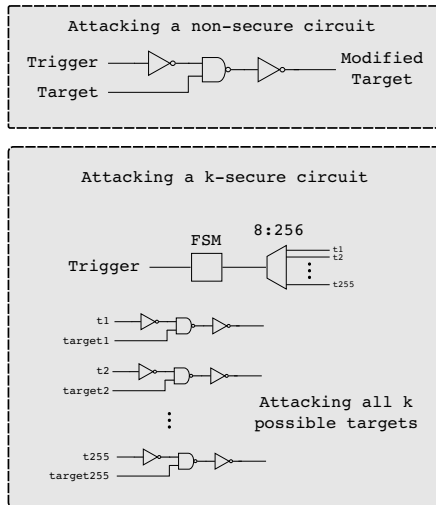 Attacking a non-secure circuit
Trigger
Target
Modified
Target
Attacking a k-secure circuit
8:256
FSM
Trigger
t1
t2
t255
t1
target1
t2
target2
Attacking all k
possible targets
t255
target255